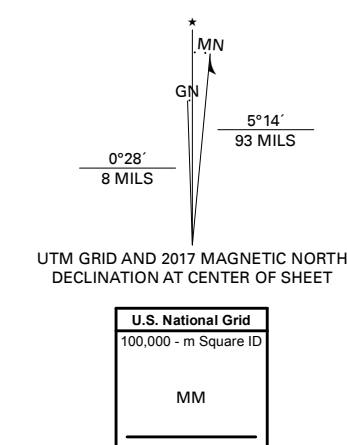 ★
MN
GN
5°14´
93 MILS
0°28´
8 MILS
UTM GRID AND 2017 MAGNETIC NORTH
DECLINATION AT CENTER OF SHEET
U.S. National Grid
100,000 - m Square ID
MM